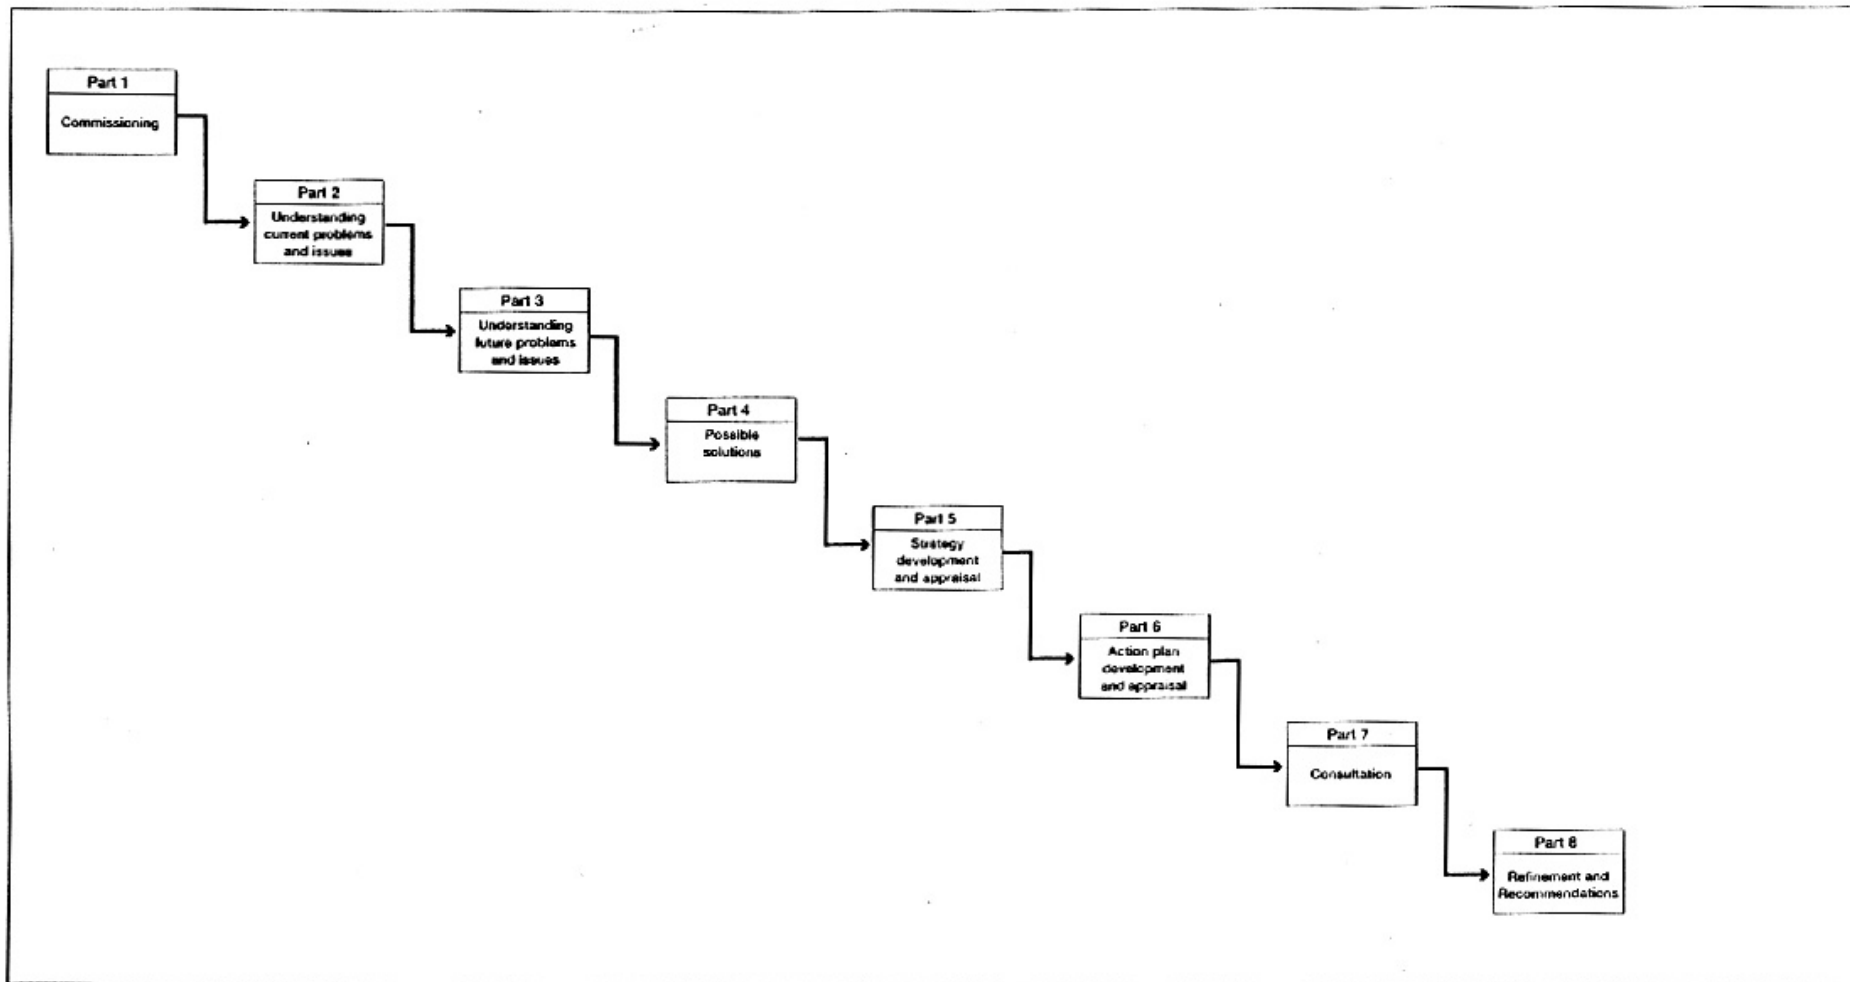 Part 1
Commissioning
Part 2
Understanding
current problems
and issues
Part 3
Understanding
future problems
and issues
Part 4
Possible
solutions
Part 5
Strategy
development
and appraisal
Part 6
Action plan
development
and appraisal
Part 7
Consultation
Part 8
Refinement and
Recommendations